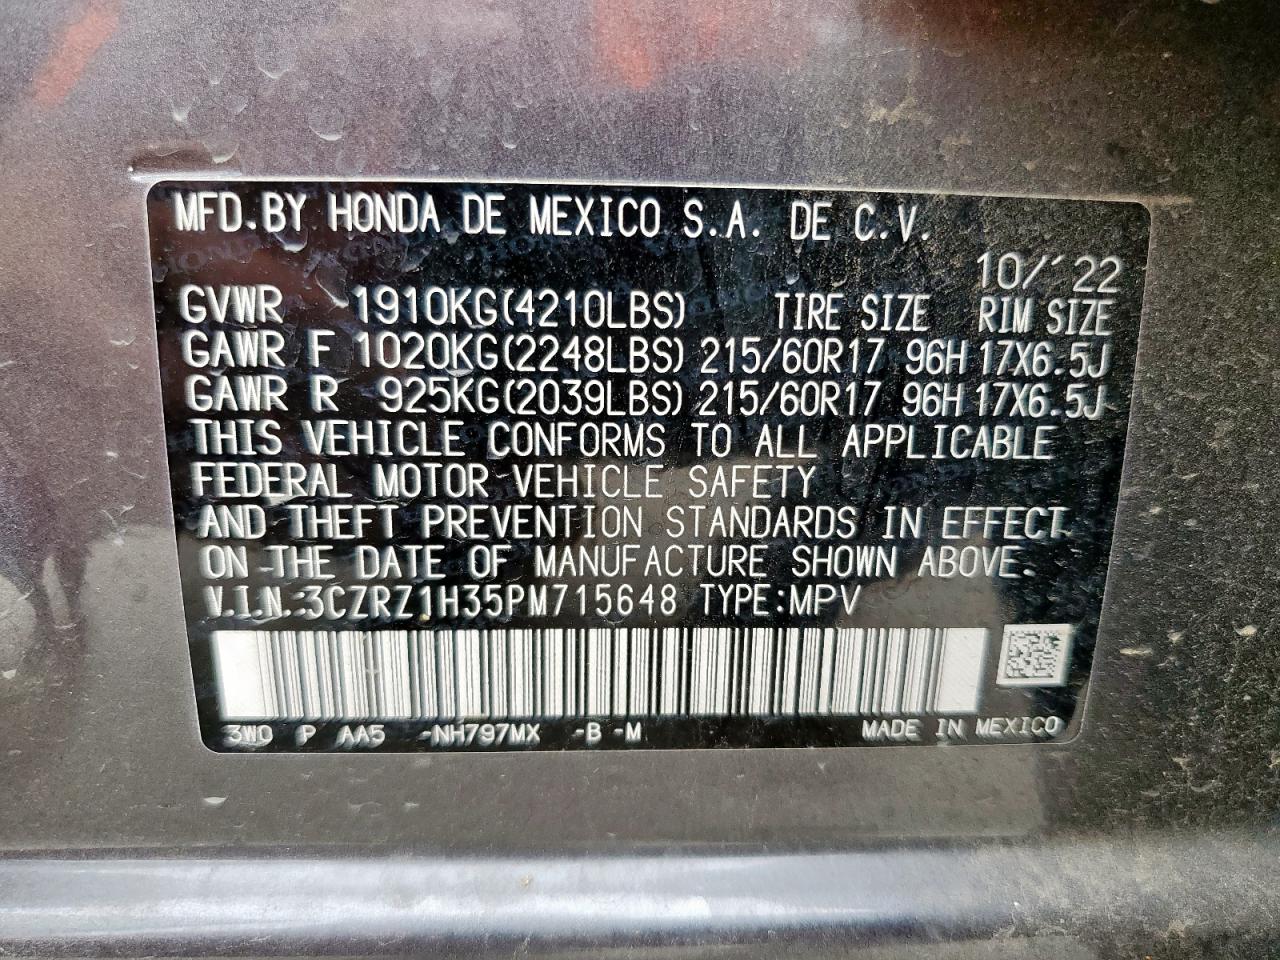 MFD.BY HONDA DE MEXICO S.A. DE C.V.
10/'22
GVWR 1910KG(4210LBS) TIRE SIZE RIM SIZE
GAWR F 1020KG(2248LBS) 215/60R17 96H 17X6.5J
GAWR R 925KG(2039LBS) 215/60R17 96H 17X6.5J
THIS VEHICLE CONFORMS TO ALL APPLICABLE
FEDERAL MOTOR VEHICLE SAFETY
AND THEFT PREVENTION STANDARDS IN EFFECT
ON THE DATE OF MANUFACTURE SHOWN ABOVE.
V.I.N.:3CZRZ1H35PM715648 TYPE:MPV
3W0 P AA5 -NH797MX -B -M MADE IN MEXICO